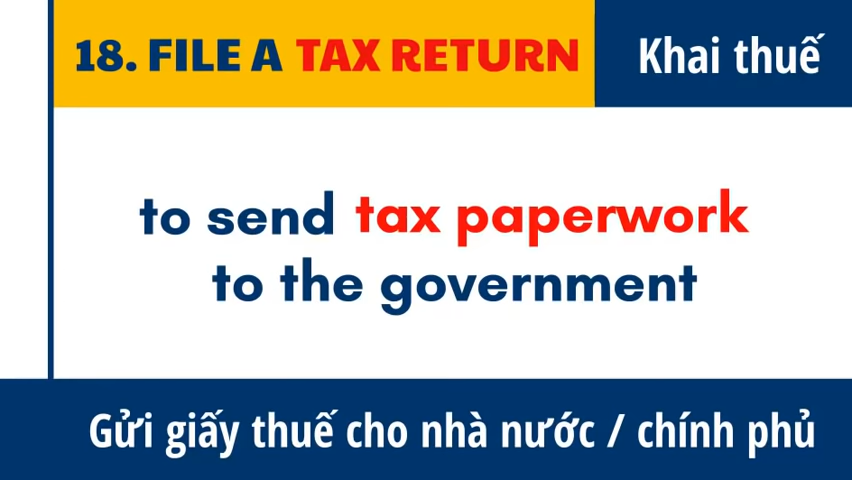 18. FILE A TAX RETURN
Khai thuế
to send tax paperwork
to the government
Gửi giấy thuế cho nhà nước / chính phủ